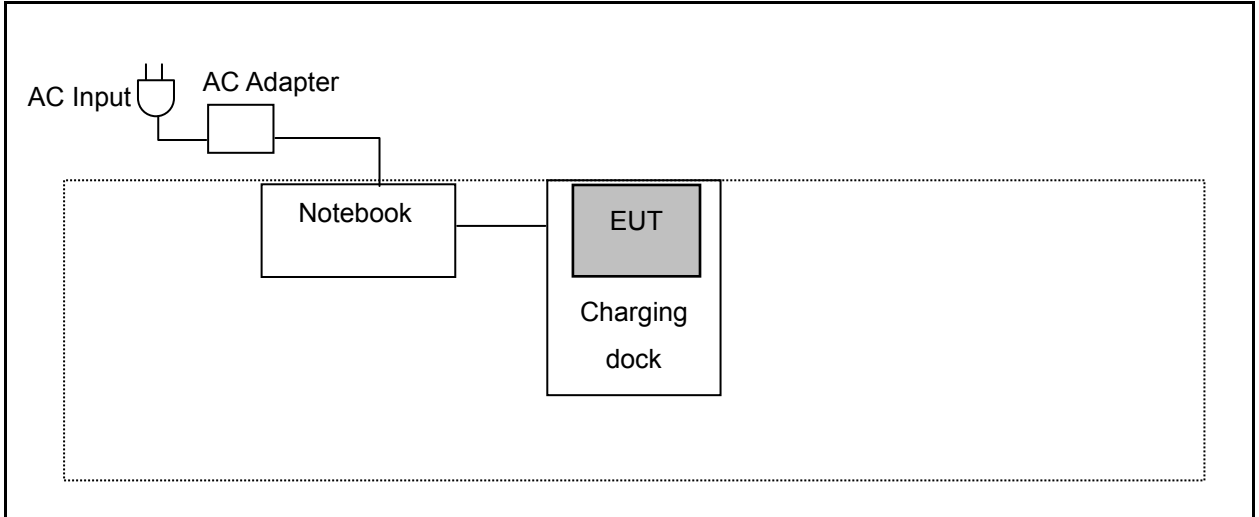 AC Adapter
AC Input
Notebook
EUT
Charging
dock